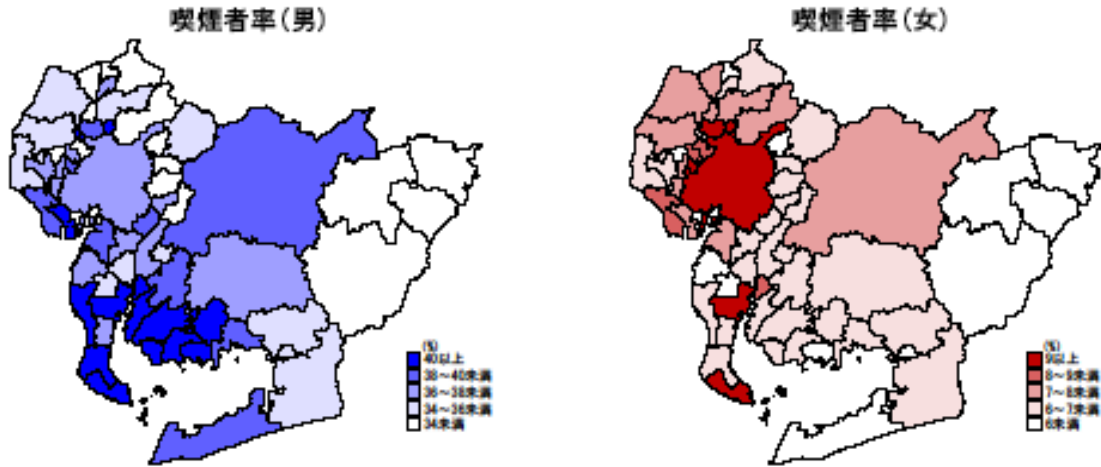 喫煙者率(男)
喫煙者率(女)
(%)
40以上
38~40未満
36~38未満
34~36未満
34未満
(%)
9以上
8~9未満
7~8未満
6~7未満
6未満